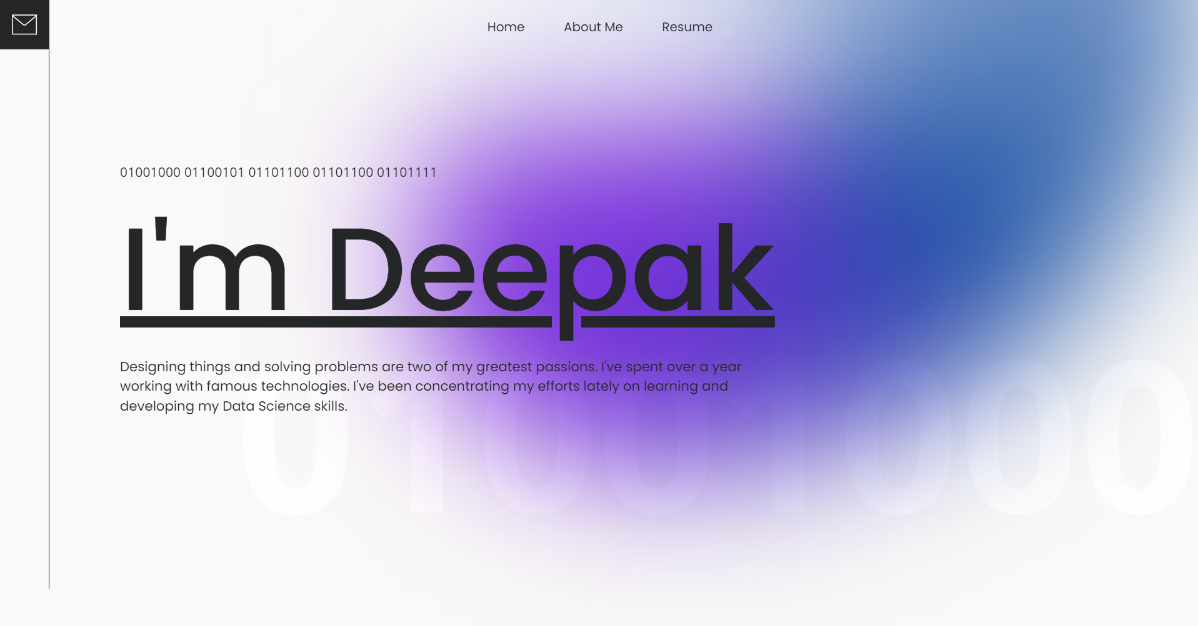 Home About Me Resume
01001000 01100101 01101100 01101100 01101111
I'm Deepak
Designing things and solving problems are two of my greatest passions. I've spent over a year
working with famous technologies. I've been concentrating my efforts lately on learning and
developing my Data Science skills.
01001000